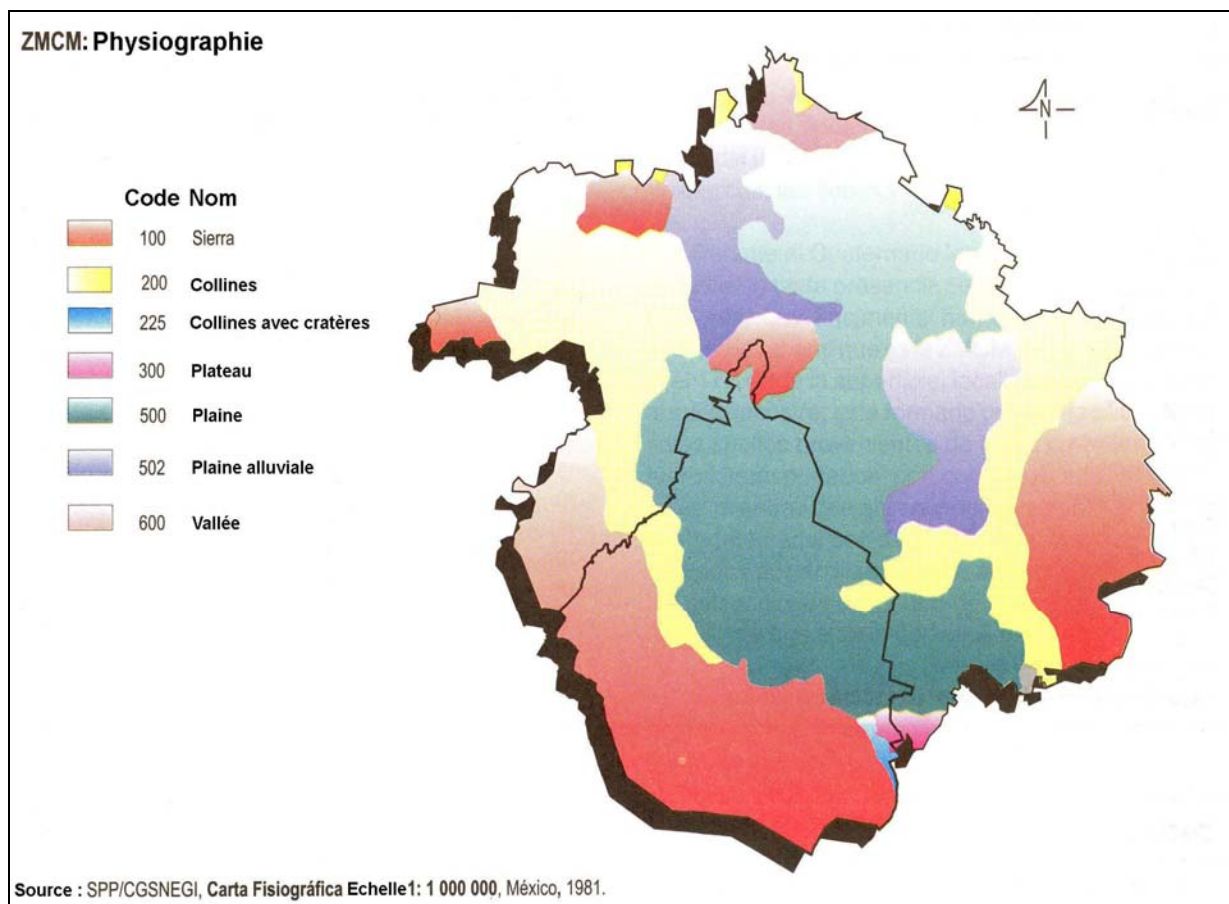 ZMCM: Physiographie
N
Code Nom
100 Sierra
200 Collines
225 Collines avec cratères
300 Plateau
500 Plaine
502 Plaine alluviale
600 Vallée
Source : SPP/CGSNEGI, Carta Fisiográfica Echelle1: 1 000 000, México, 1981.